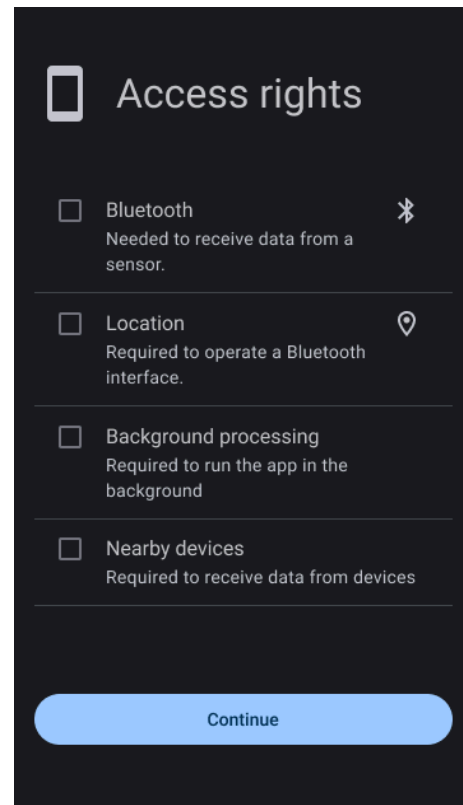 Access rights
Bluetooth
Needed to receive data from a
sensor.
Location
Required to operate a Bluetooth
interface.
Background processing
Required to run the app in the
background
Nearby devices
Required to receive data from devices
Continue